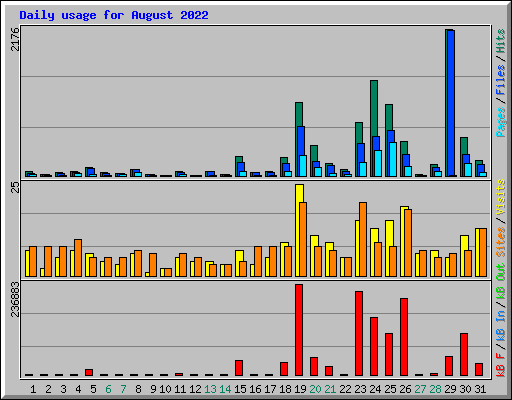 Daily usage for August 2022
2176
Pages / Files / Hits
25
Sites / Visits
236883
kB F / kB In / kB Out
1 2 3 4 5 6 7 8 9 10 11 12 13 14 15 16 17 18 19 20 21 22 23 24 25 26 27 28 29 30 31